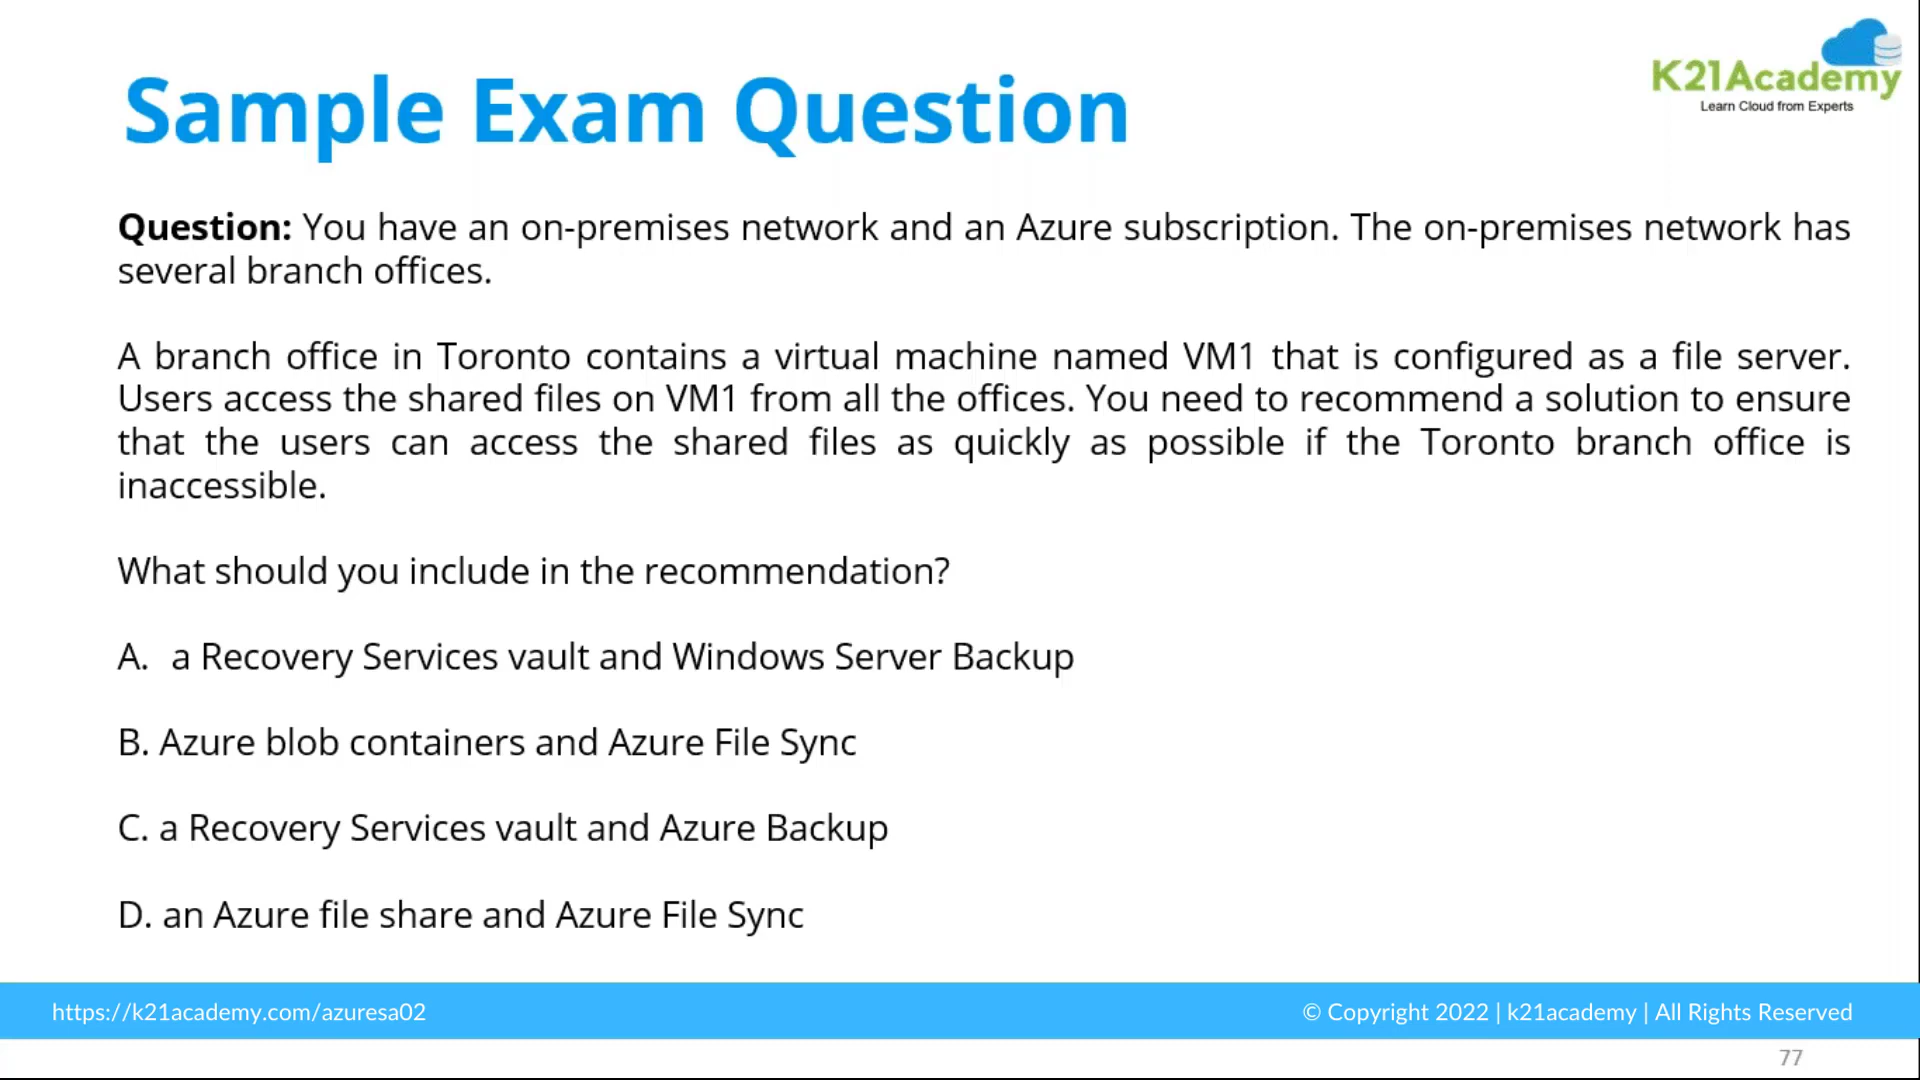 K21Academy
Learn Cloud from Experts
Sample Exam Question
Question: You have an on-premises network and an Azure subscription. The on-premises network has
several branch offices.
A branch office in Toronto contains a virtual machine named VM1 that is configured as a file server.
Users access the shared files on VM1 from all the offices. You need to recommend a solution to ensure
that the users can access the shared files as quickly as possible if the Toronto branch office is
inaccessible.
What should you include in the recommendation?
A. a Recovery Services vault and Windows Server Backup
B. Azure blob containers and Azure File Sync
C. a Recovery Services vault and Azure Backup
D. an Azure file share and Azure File Sync
https://k21academy.com/azuresa02
© Copyright 2022 | k21academy | All Rights Reserved
77